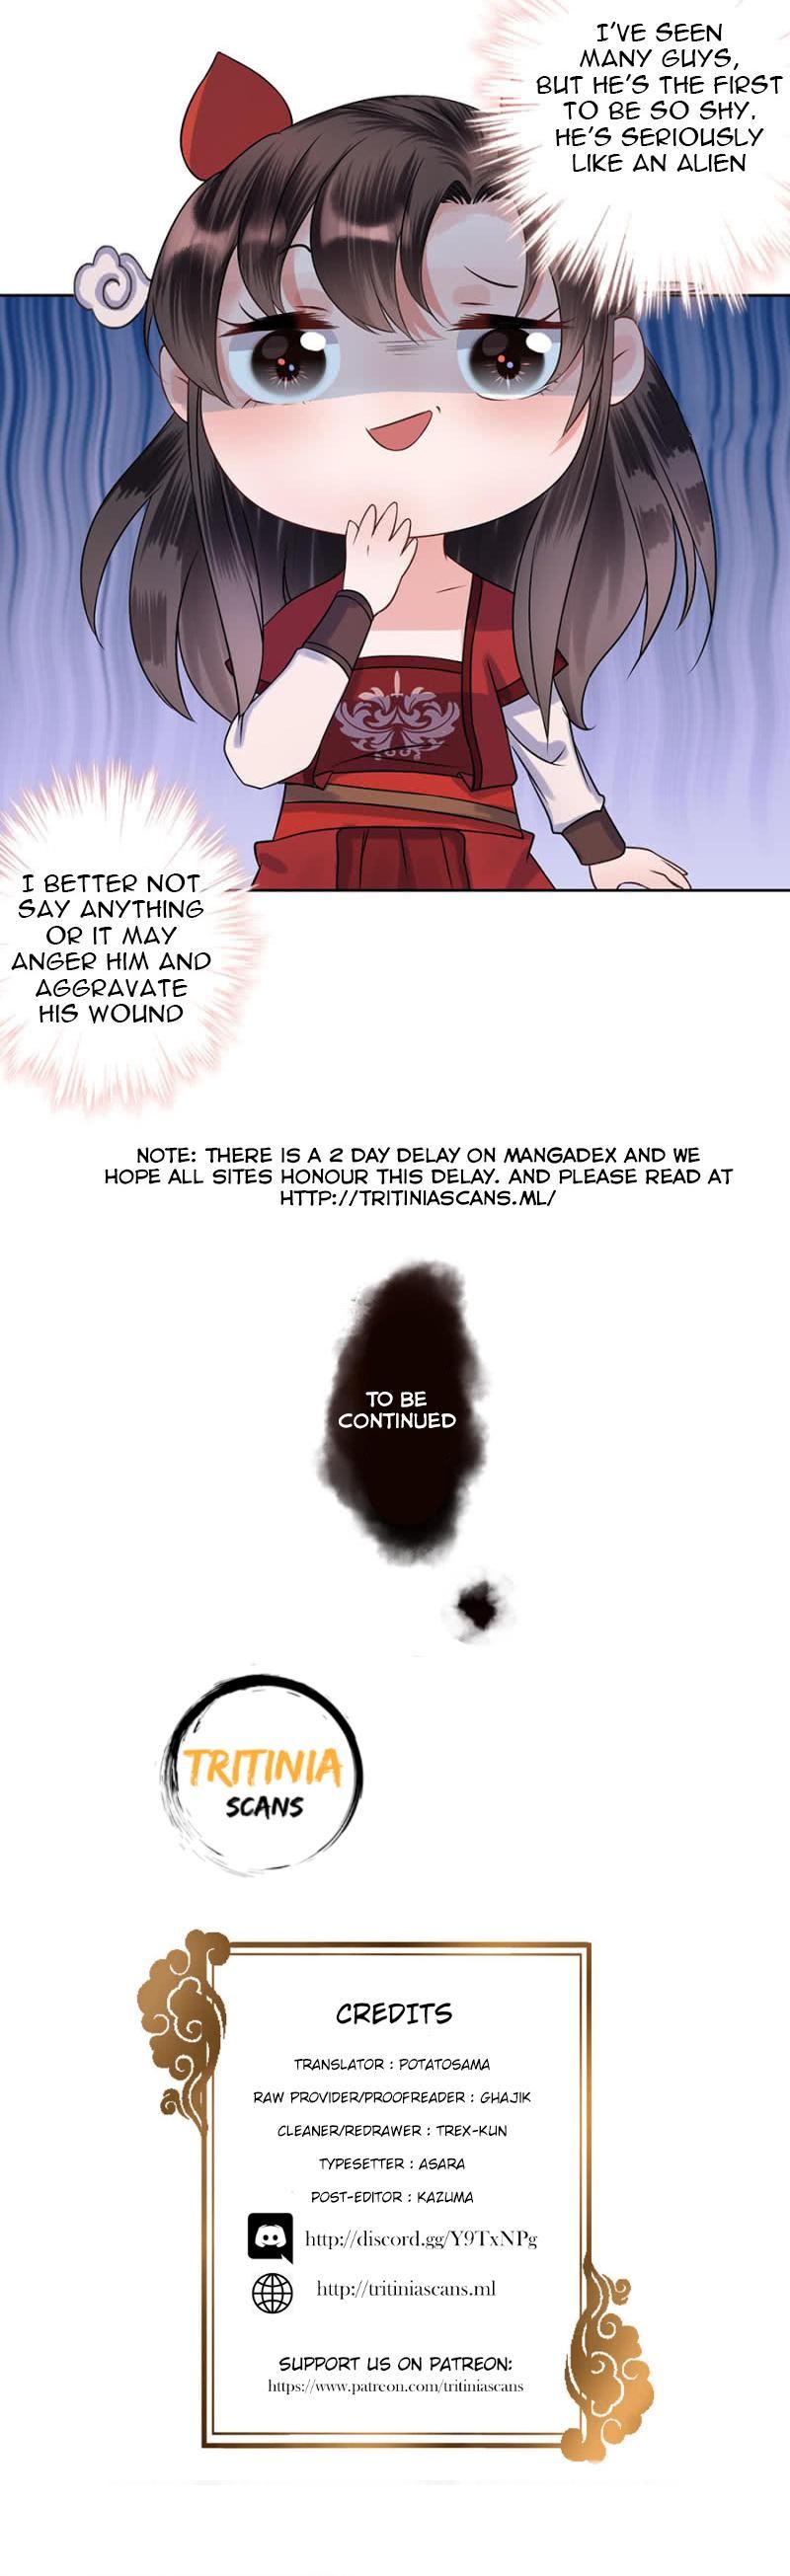 I'VE SEEN
MANY GUYS,
BUT HE'S THE FIRST
TO BE SO SHY.
HE'S SERIOUSLY
LIKE AN ALIEN
I BETTER NOT
SAY ANYTHING
OR IT MAY
ANGER HIM AND
AGGRAVATE
HIS WOUND
NOTE: THERE IS A 2 DAY DELAY ON MANGADEX AND WE
HOPE ALL SITES HONOUR THIS DELAY. AND PLEASE READ AT
HTTP://TRITINIASCANS.ML/
TO BE
CONTINUED
TRITINIA
SCANS
CREDITS
TRANSLATOR : POTATOSAMA
RAW PROVIDER/PROOFREADER : GHAJIK
CLEANER/REDRAWER : TREX-KUN
TYPESETTER : ASARA
POST-EDITOR : KAZUMA
http://discord.gg/Y9TxNPg
http://tritiniascans.ml
SUPPORT US ON PATREON:
https://www.patreon.com/tritiniascans